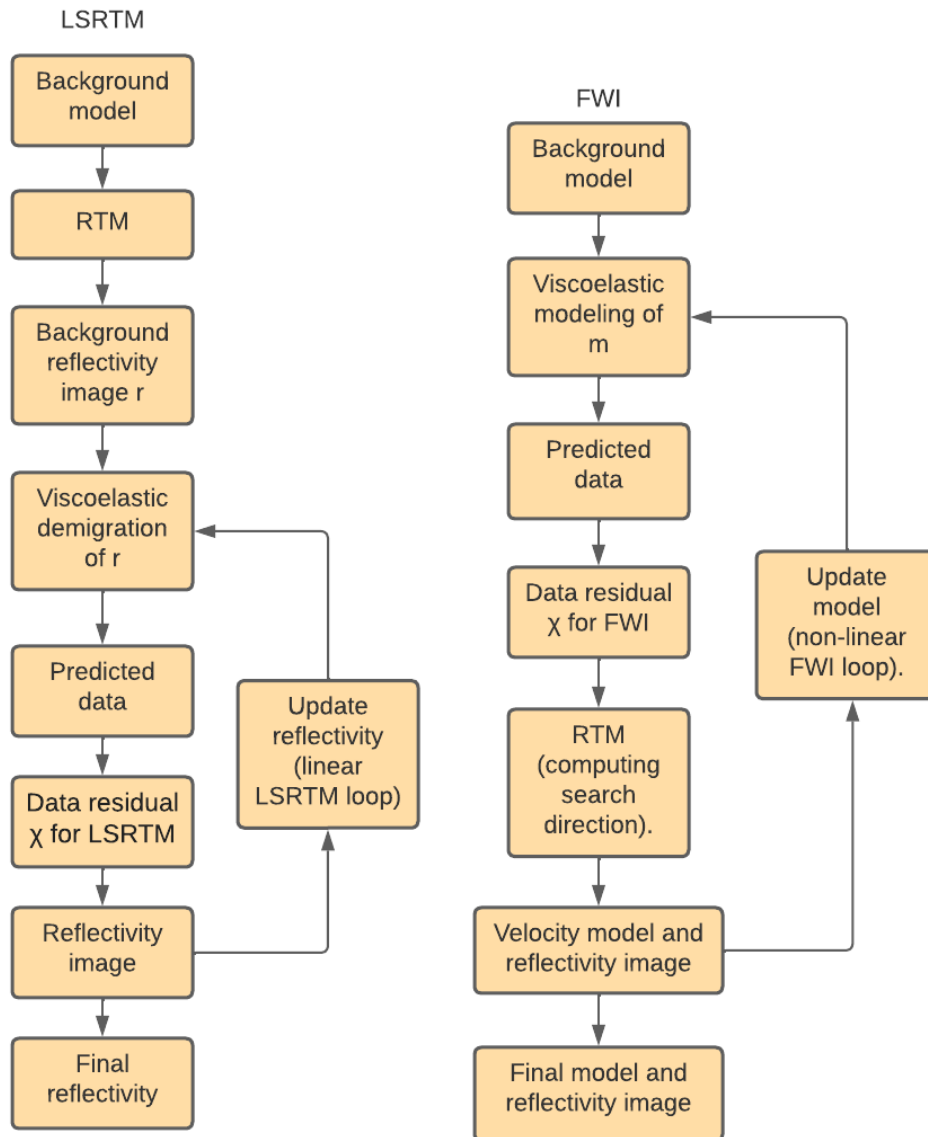 LSRTM
Background
model
RTM
Background
reflectivity
image r
Viscoelastic
demigration
of r
Predicted
data
Data residual
χ for LSRTM
Reflectivity
image
Final
reflectivity
Update
reflectivity
(linear
LSRTM loop)
FWI
Background
model
Viscoelastic
modeling of
m
Predicted
data
Data residual
χ for FWI
RTM
(computing
search
direction).
Velocity model and
reflectivity image
Final model and
reflectivity image
Update
model
(non-linear
FWI loop).